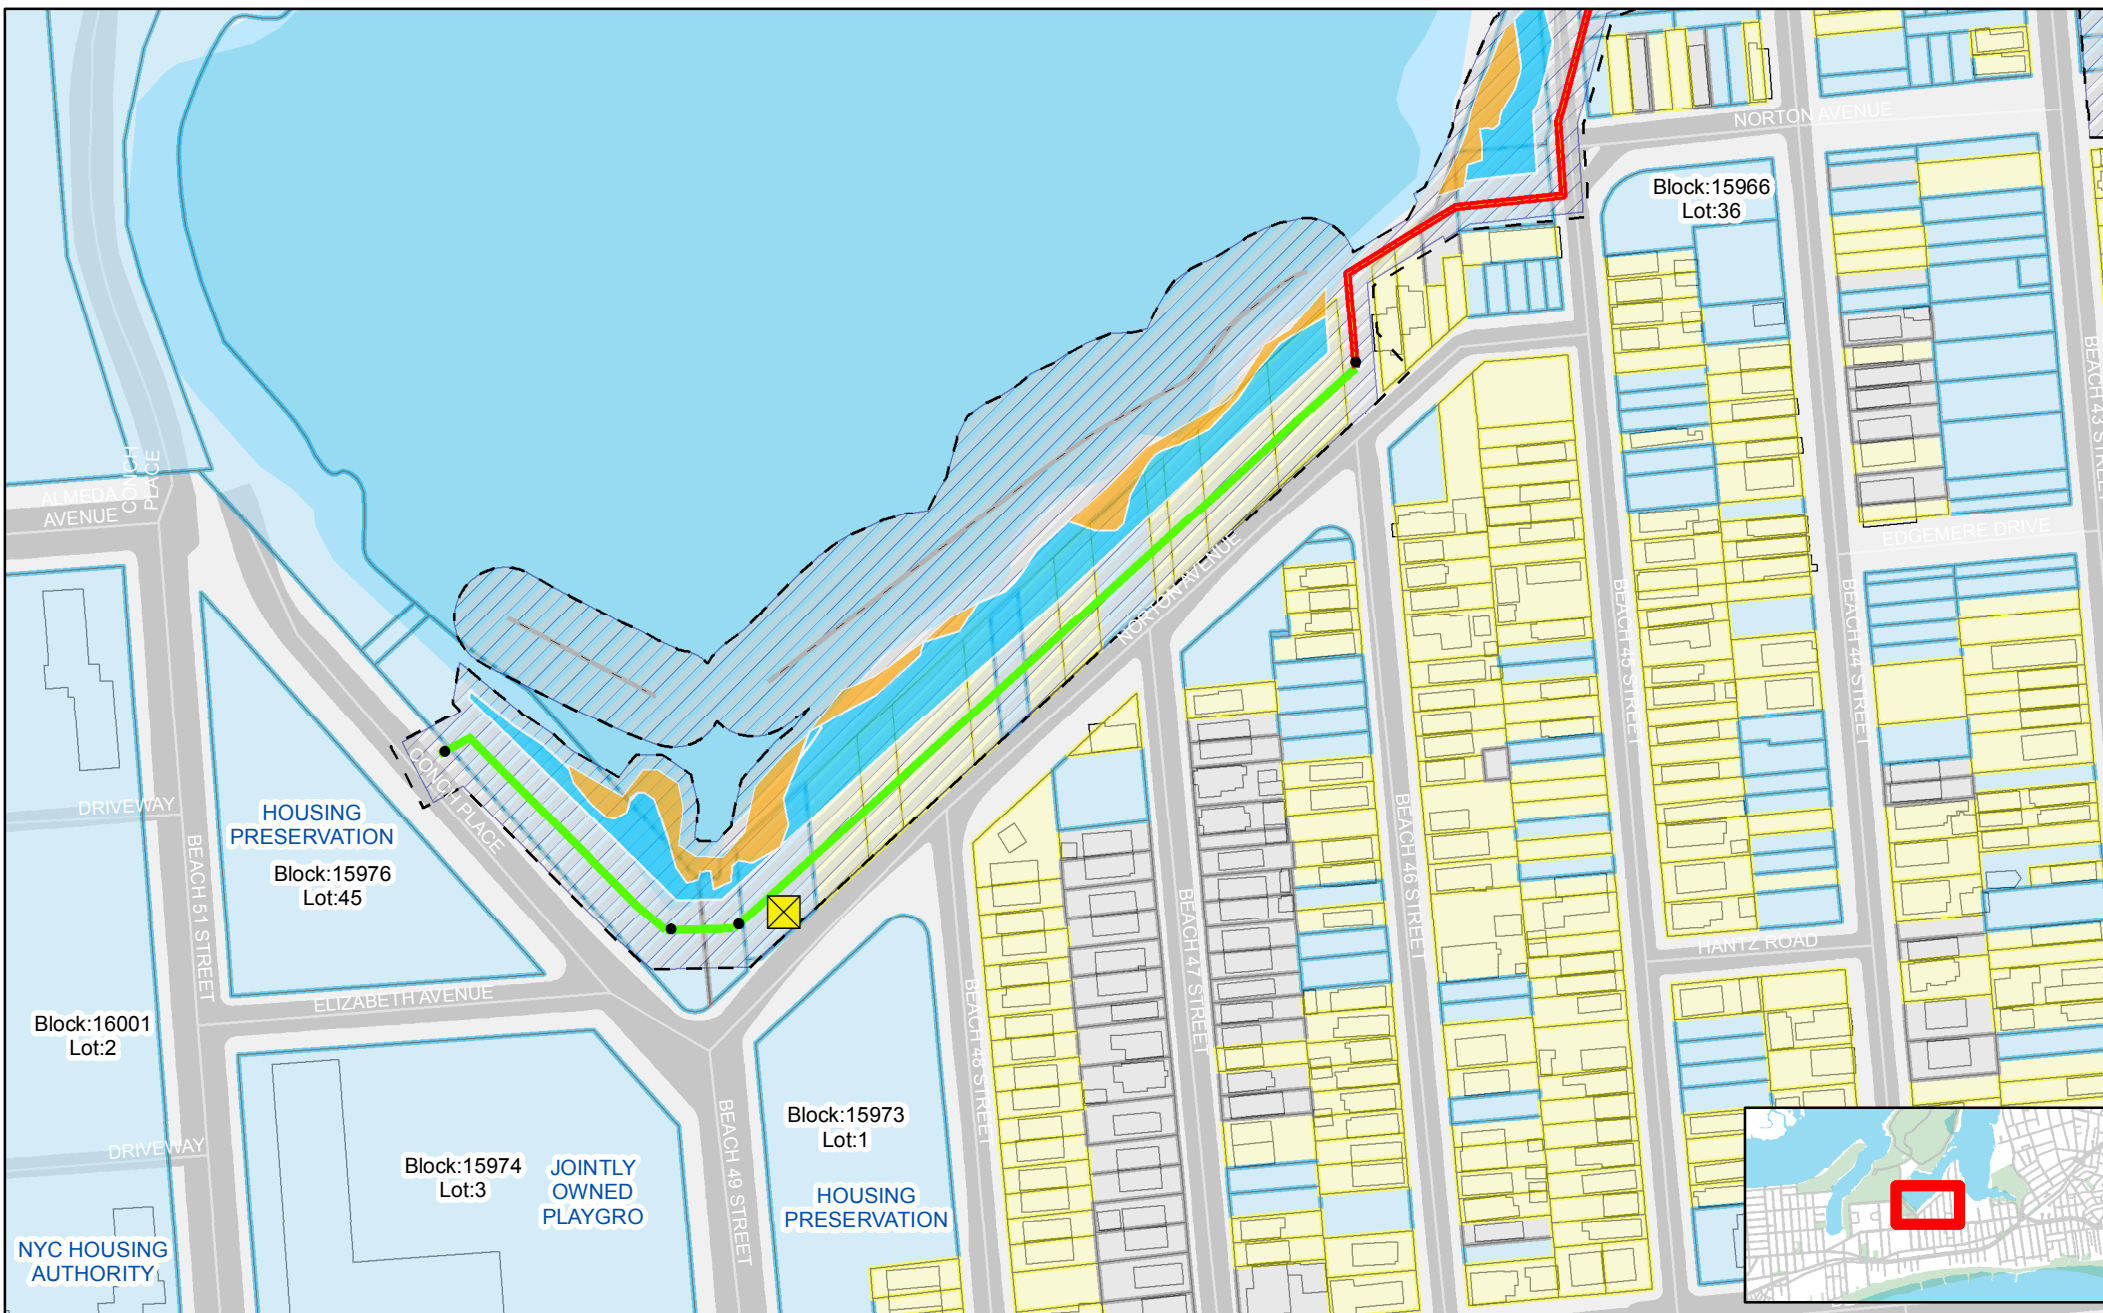 NORTON AVENUE
Block:15966
Lot:36
BEACH 43 STREET
ALMEDA
AVENUE
CONCH
PLACE
EDGEMERE DRIVE
NORTON AVENUE
BEACH 45 STREET
BEACH 44 STREET
CONCH PLACE
DRIVEWAY
HOUSING
PRESERVATION
Block:15976
Lot:45
BEACH 51 STREET
BEACH 46 STREET
BEACH 47 STREET
HANTZ ROAD
ELIZABETH AVENUE
BEACH 48 STREET
Block:16001
Lot:2
BEACH 49 STREET
Block:15973
Lot:1
DRIVEWAY
Block:15974
Lot:3
JOINTLY
OWNED
PLAYGRO
HOUSING
PRESERVATION
NYC HOUSING
AUTHORITY